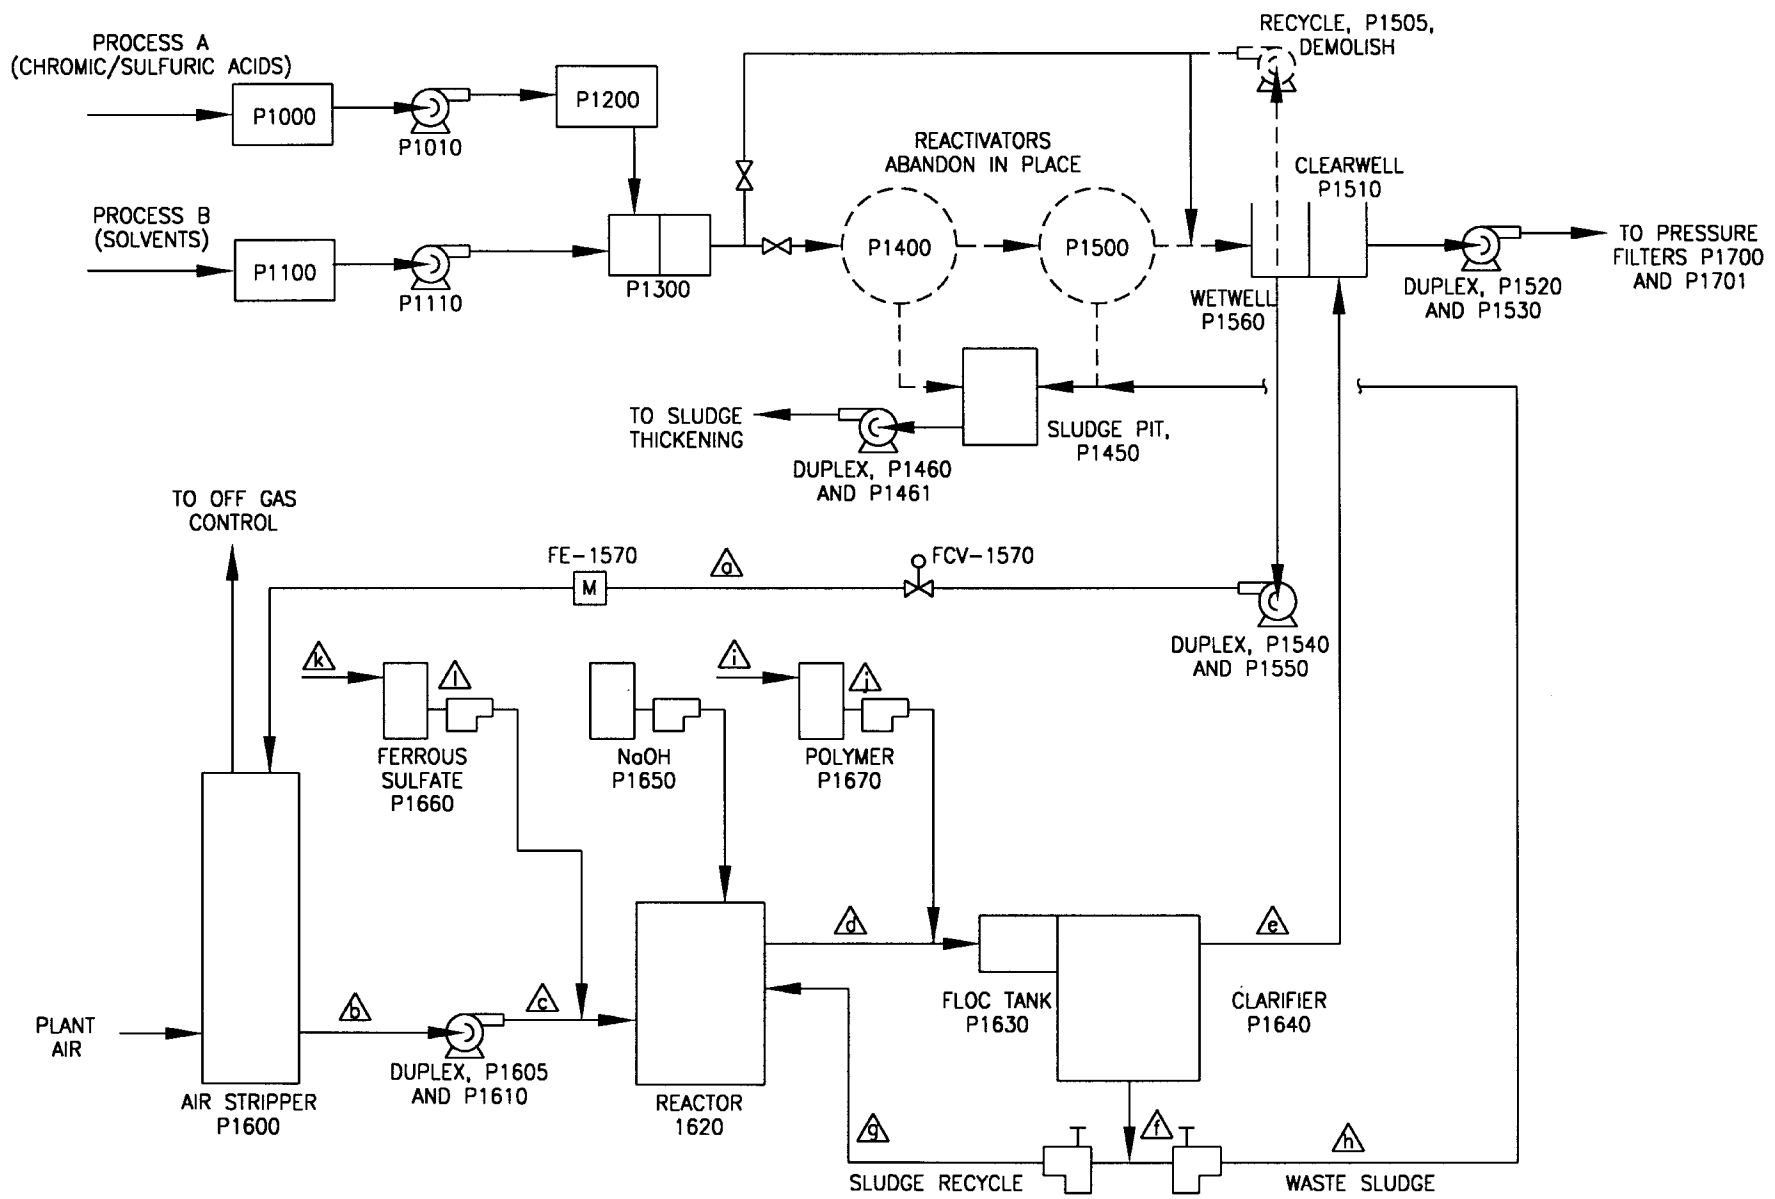 PROCESS A
(CHROMIC/SULFURIC ACIDS)
P1000
P1010
P1200
RECYCLE, P1505,
DEMOLISH
REACTIVATORS
ABANDON IN PLACE
CLEARWELL
P1510
PROCESS B
(SOLVENTS)
P1100
P1110
P1300
P1400
P1500
WETWELL
P1560
DUPLEX, P1520
AND P1530
TO PRESSURE
FILTERS P1700
AND P1701
TO SLUDGE
THICKENING
DUPLEX, P1460
AND P1461
SLUDGE PIT,
P1450
TO OFF GAS
CONTROL
FE-1570
M
a
FCV-1570
DUPLEX, P1540
AND P1550
k
l
FERROUS
SULFATE
P1660
NaOH
P1650
i
j
POLYMER
P1670
PLANT
AIR
AIR STRIPPER
P1600
b
DUPLEX, P1605
AND P1610
c
REACTOR
1620
d
FLOC TANK
P1630
e
CLARIFIER
P1640
g
SLUDGE RECYCLE
f
h
WASTE SLUDGE